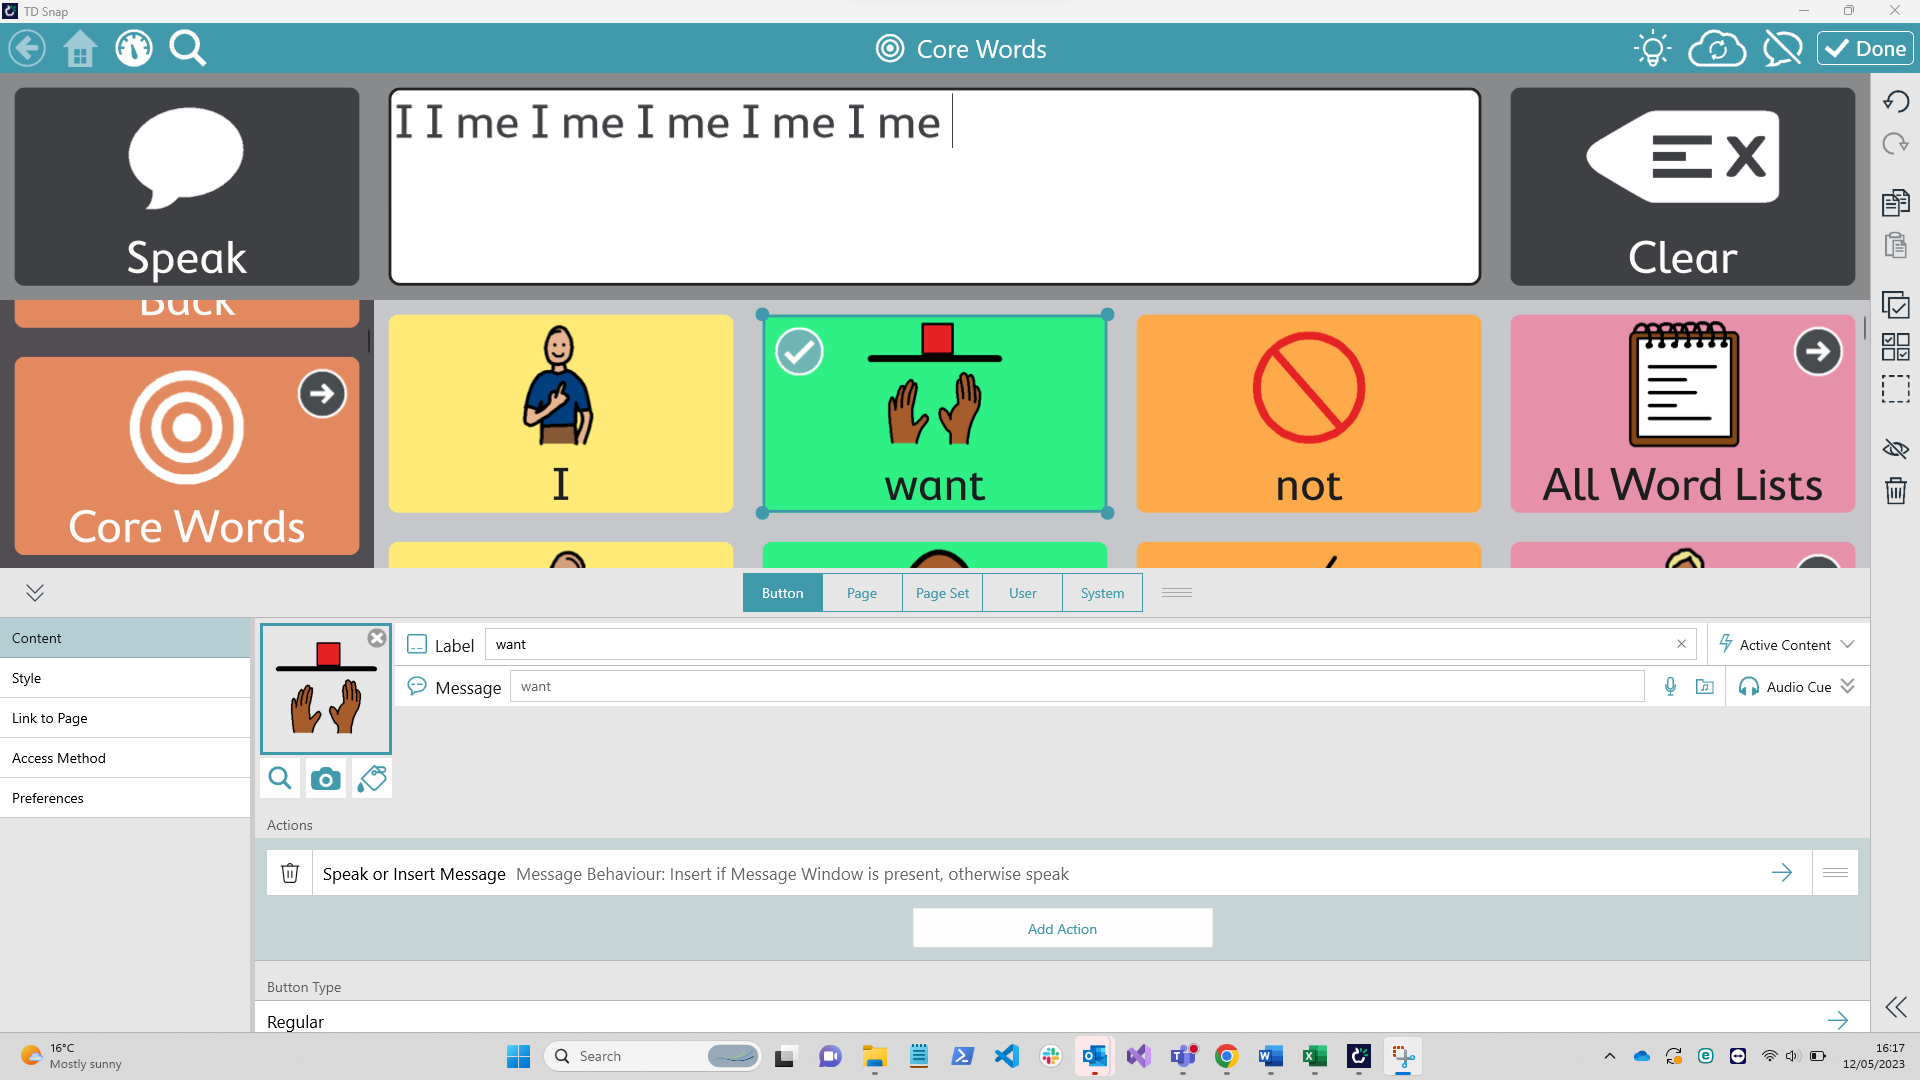 TD Snap
Core Words
Done
I I me I me I me I me I me
Speak
Clear
Back
Core Words
I
want
not
All Word Lists
Button
Page
Page Set
User
System
Content
Style
Link to Page
Access Method
Preferences
Label
want
Active Content
Message
want
Audio Cue
Actions
Speak or Insert Message Message Behaviour: Insert if Message Window is present, otherwise speak
Add Action
Button Type
Regular
16°C
Mostly sunny
Search
16:17
12/05/2023